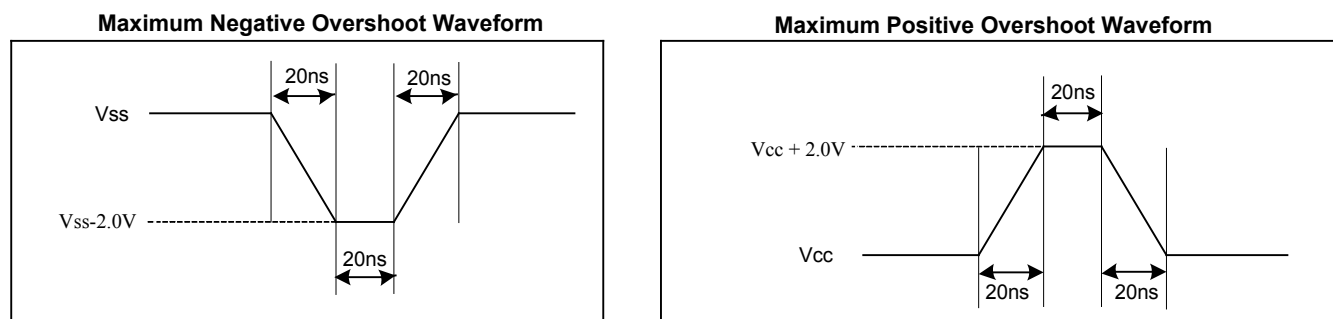 Maximum Negative Overshoot Waveform
20ns
20ns
Vss
Vss-2.0V
20ns
Maximum Positive Overshoot Waveform
20ns
Vcc + 2.0V
Vcc
20ns
20ns